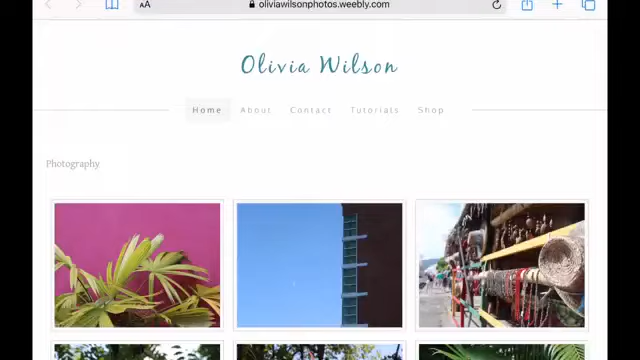 AA
oliviawilsonphotos.weebly.com
Olivia Wilson
Home About Contact Tutorials Shop
Photography